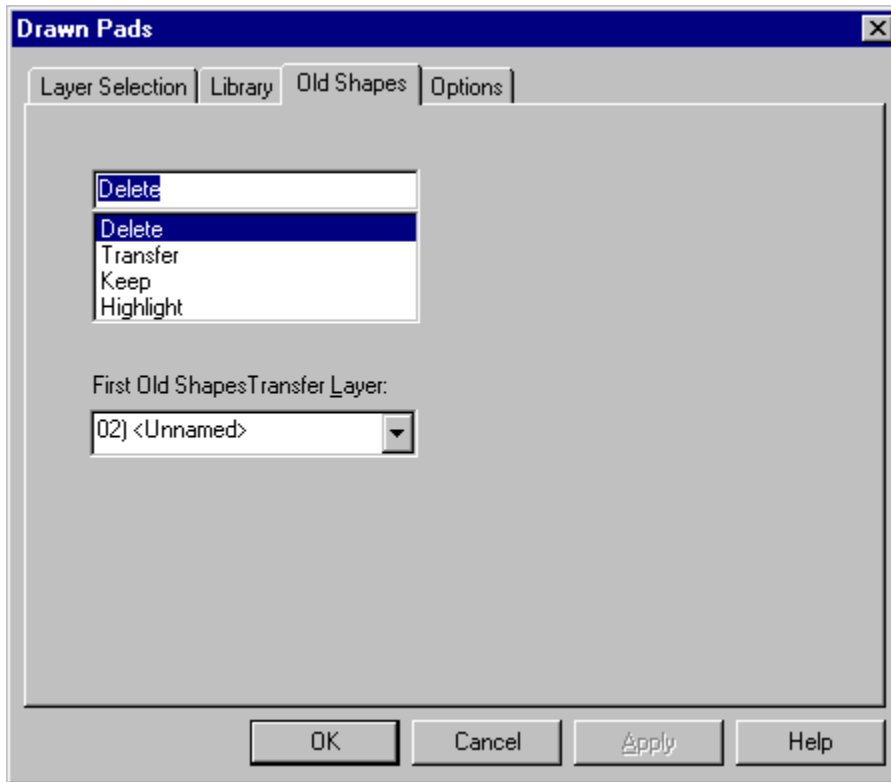 Drawn Pads
Layer Selection Library Old Shapes Options
Delete
Delete
Transfer
Keep
Highlight
First Old ShapesTransfer Layer:
02) <Unnamed>
OK Cancel Apply Help